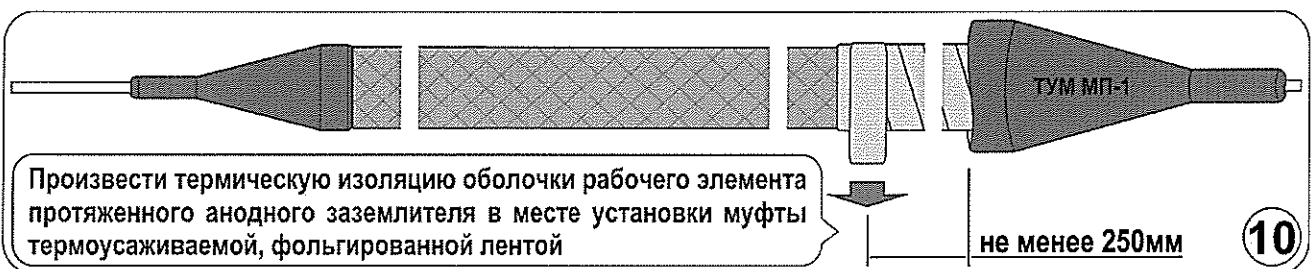 ТУМ МП-1
Произвести термическую изоляцию оболочки рабочего элемента
протяженного анодного заземлителя в месте установки муфты
термоусаживаемой, фольгированной лентой
не менее 250мм
10